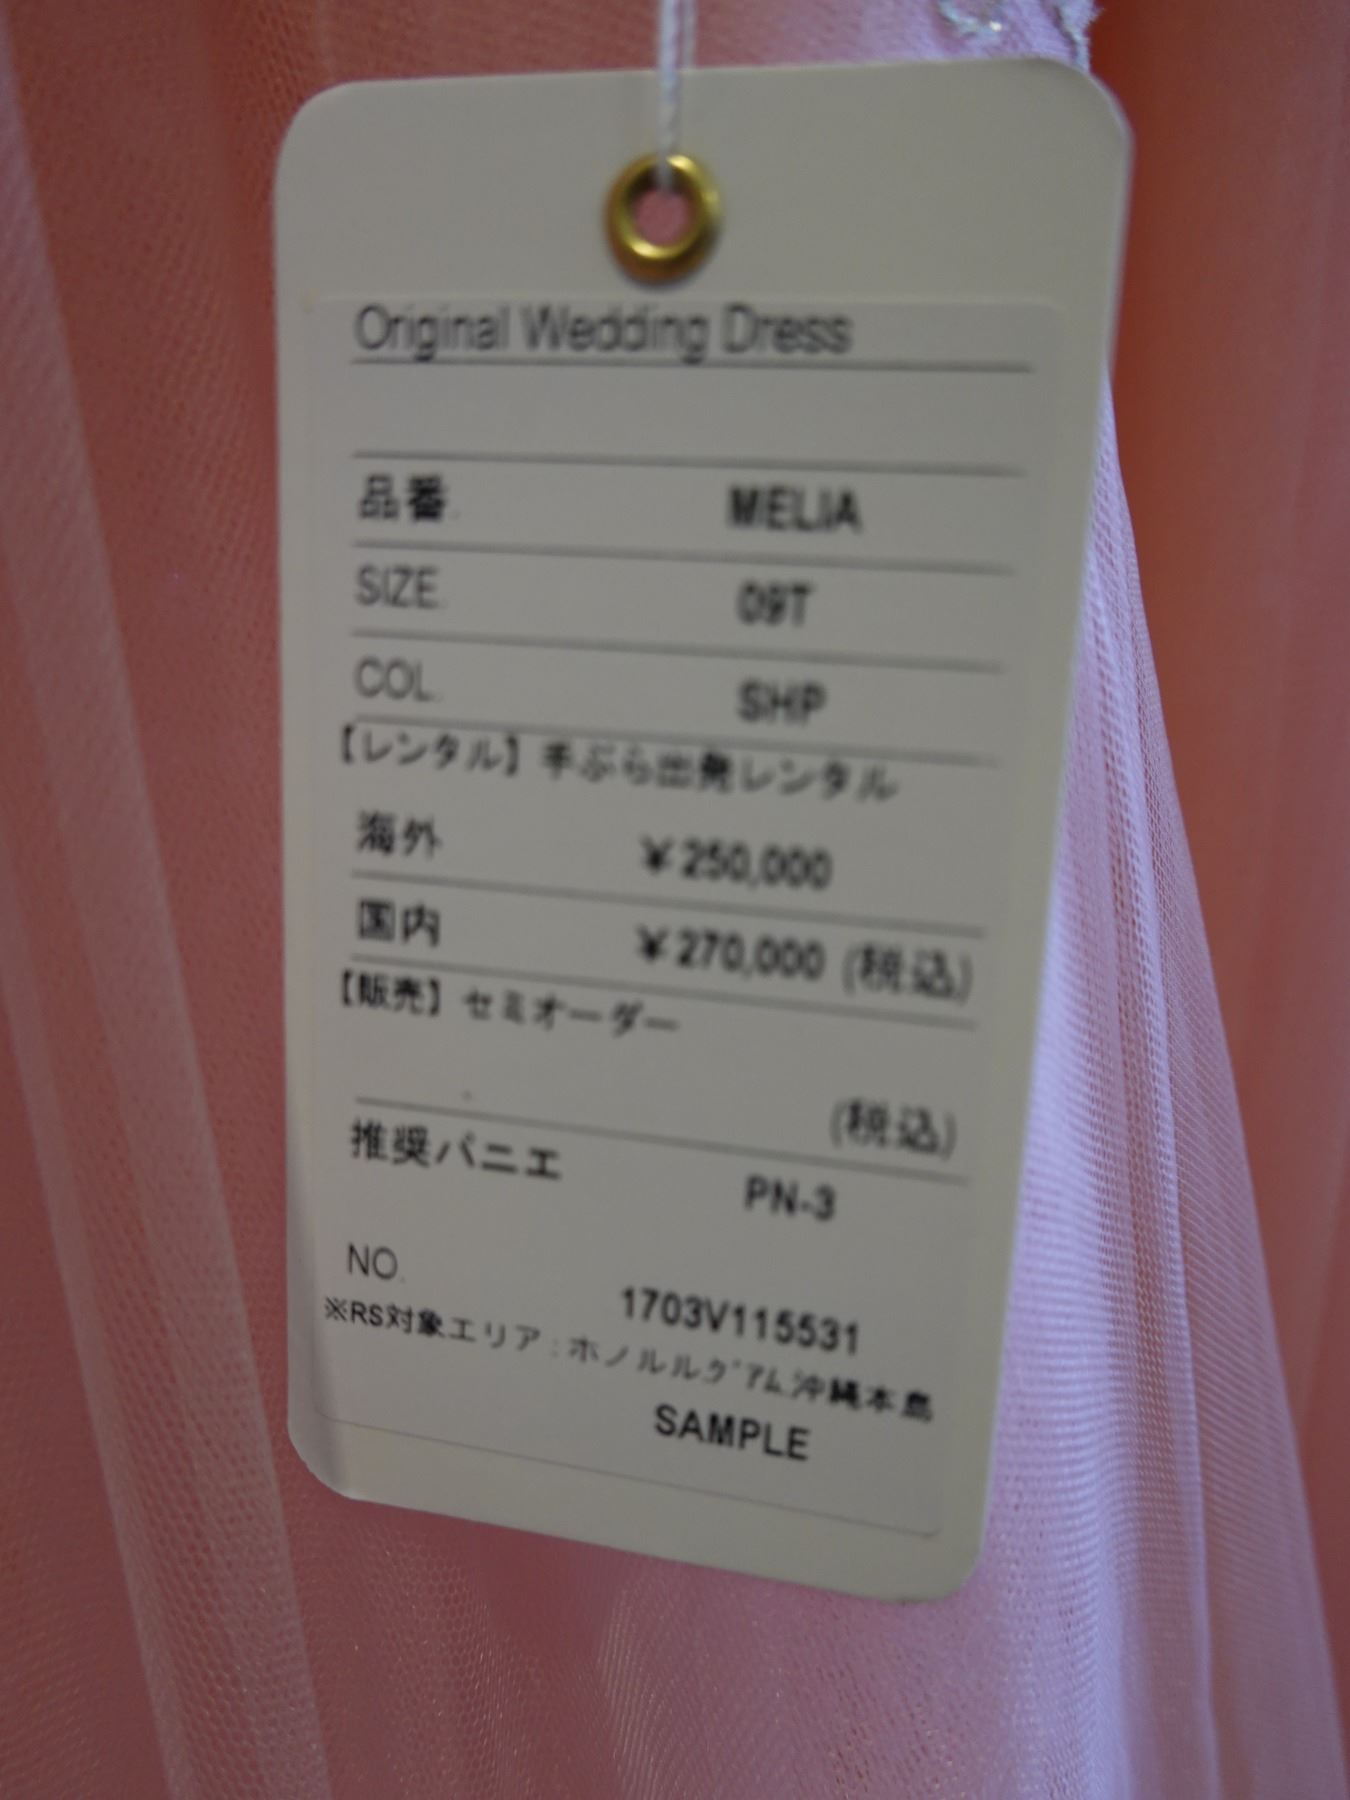 Original Wedding Dress
品番. MELIA
SIZE. 09T
COL. SHP
【レンタル】手ぶら出発レンタル
海外 ￥250,000
国内 ￥270,000 (税込)
【販売】セミオーダー
(税込)
推奨パニエ PN-3
NO. 1703V115531
※RS対象エリア:ホノルルグアム.沖縄本島
SAMPLE